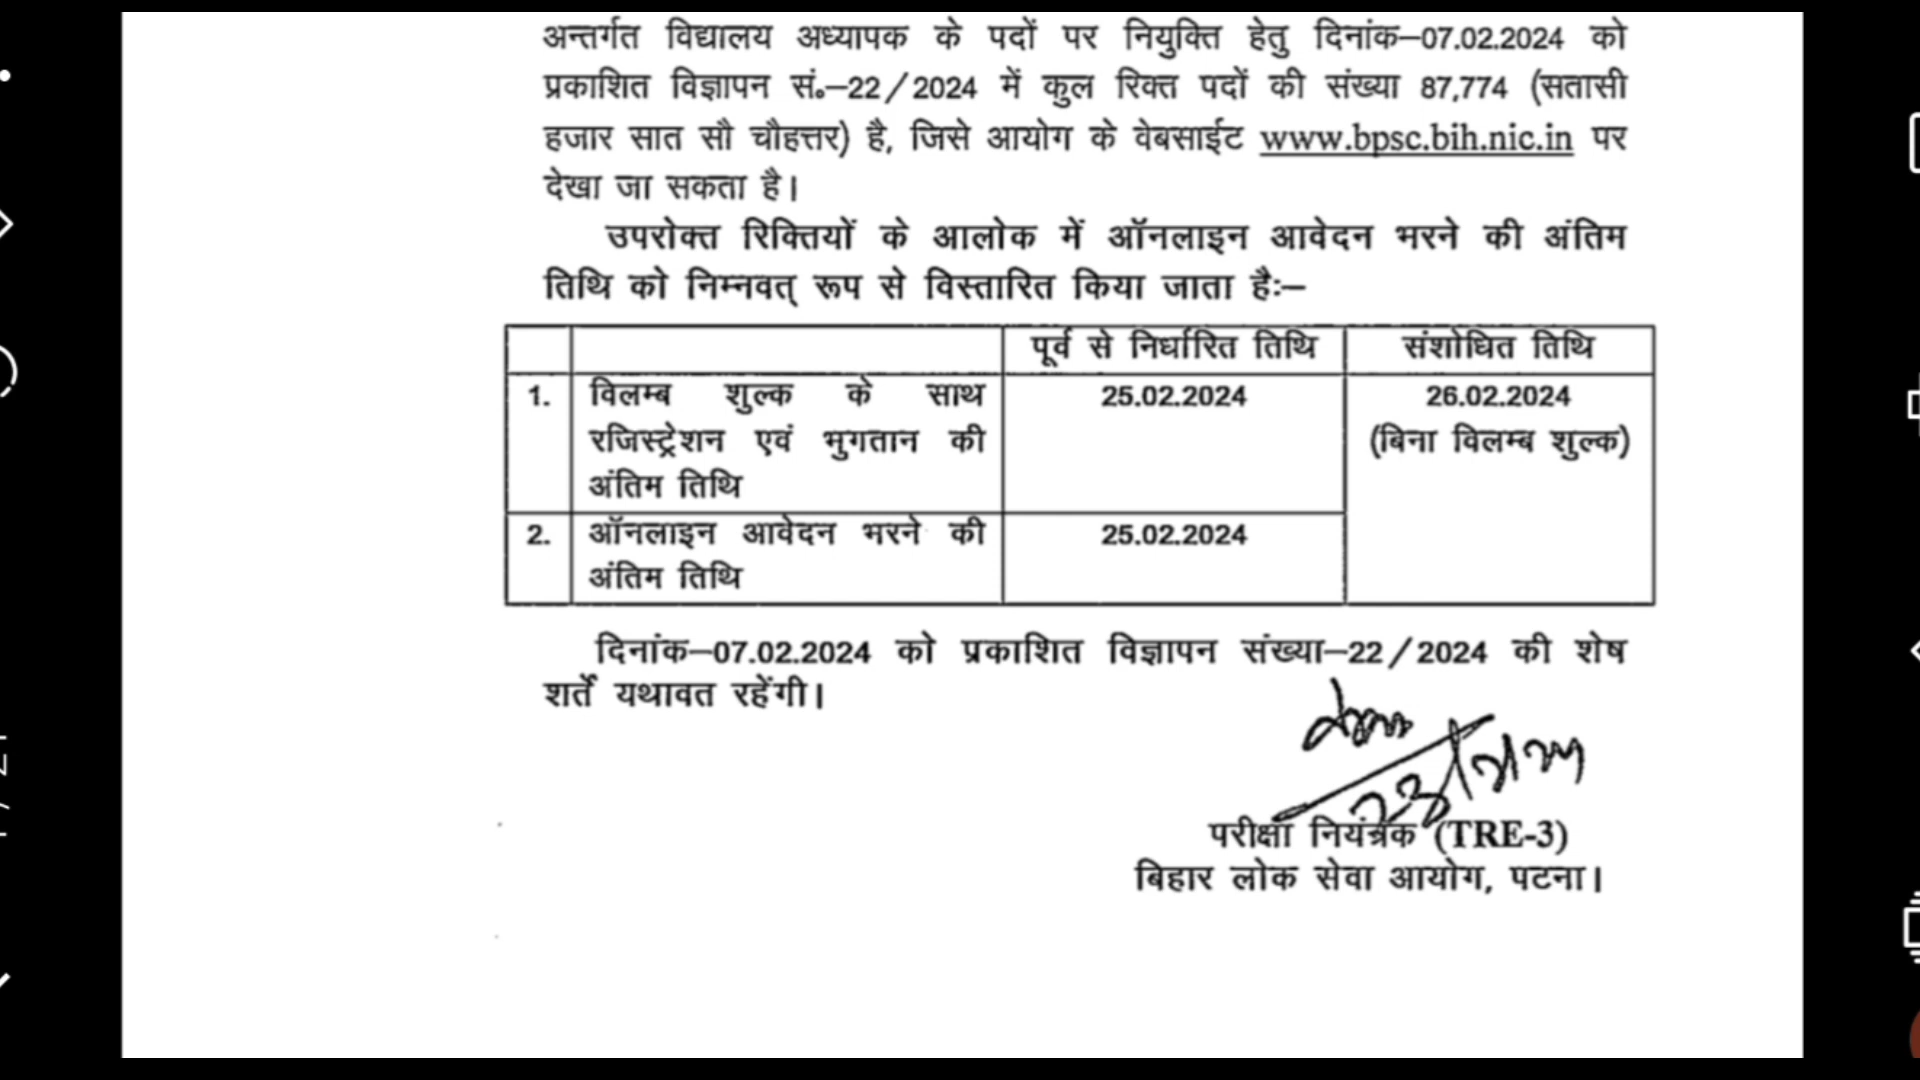 अन्तर्गत विद्यालय अध्यापक के पदों पर नियुक्ति हेतु दिनांक–07.02.2024 को
प्रकाशित विज्ञापन सं०–22/2024 में कुल रिक्त पदों की संख्या 87,774 (सतासी
हजार सात सौ चौहत्तर) है, जिसे आयोग के वेबसाईट www.bpsc.bih.nic.in पर
देखा जा सकता है।
उपरोक्त रिक्तियों के आलोक में ऑनलाइन आवेदन भरने की अंतिम
तिथि को निम्नवत् रूप से विस्तारित किया जाता हैः–
पूर्व से निर्धारित तिथि संशोधित तिथि
1. विलम्ब शुल्क के साथ 25.02.2024 26.02.2024
रजिस्ट्रेशन एवं भुगतान की (बिना विलम्ब शुल्क)
अंतिम तिथि
2. ऑनलाइन आवेदन भरने की 25.02.2024
अंतिम तिथि
दिनांक–07.02.2024 को प्रकाशित विज्ञापन संख्या–22/2024 की शेष
शर्तें यथावत रहेंगी।
परीक्षा नियंत्रक (TRE-3)
बिहार लोक सेवा आयोग, पटना।